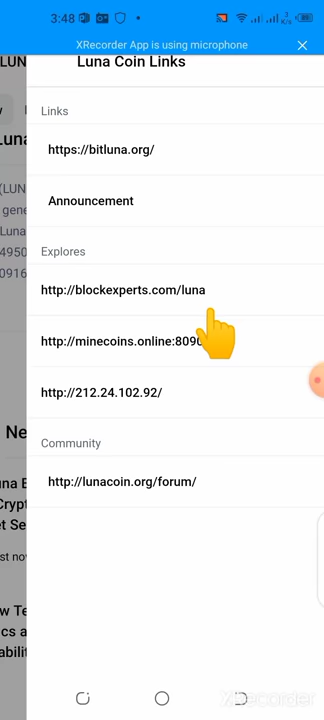 3:48
XRecorder App is using microphone
Luna Coin Links
Links
https://bitluna.org/
Announcement
Explores
http://blockexperts.com/luna
http://minecoins.online:8090
http://212.24.102.92/
Community
http://lunacoin.org/forum/
XRecorder